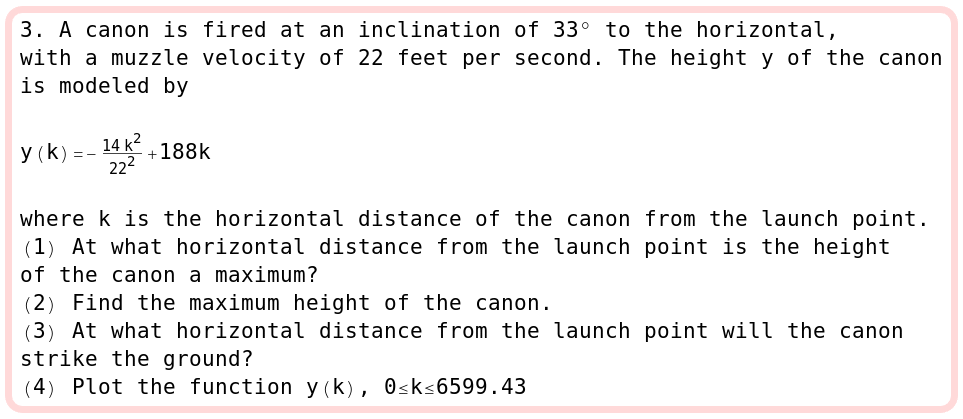 3. A canon is fired at an inclination of 33° to the horizontal,
with a muzzle velocity of 22 feet per second. The height y of the canon
is modeled by
y(k)=-\frac{14 k^2}{22^2}+188k
where k is the horizontal distance of the canon from the launch point.
(1) At what horizontal distance from the launch point is the height
of the canon a maximum?
(2) Find the maximum height of the canon.
(3) At what horizontal distance from the launch point will the canon
strike the ground?
(4) Plot the function y(k), 0≤k≤6599.43